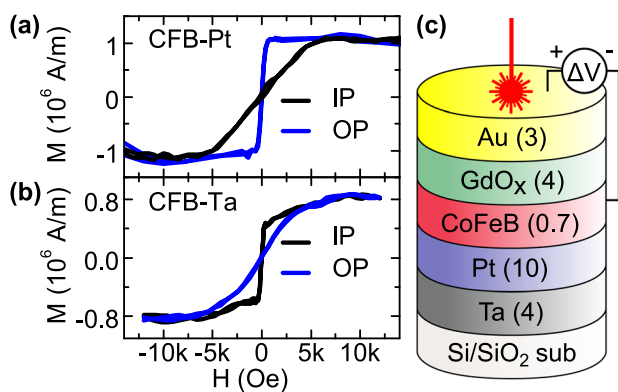 (a)
CFB-Pt
M (10⁶ A/m)
1
0
-1
IP
OP
(b)
CFB-Ta
M (10⁶ A/m)
0.8
0.0
-0.8
IP
OP
-10k -5k 0 5k 10k
H (Oe)
(c)
+ ΔV -
Au (3)
GdOₓ (4)
CoFeB (0.7)
Pt (10)
Ta (4)
Si/SiO₂ sub